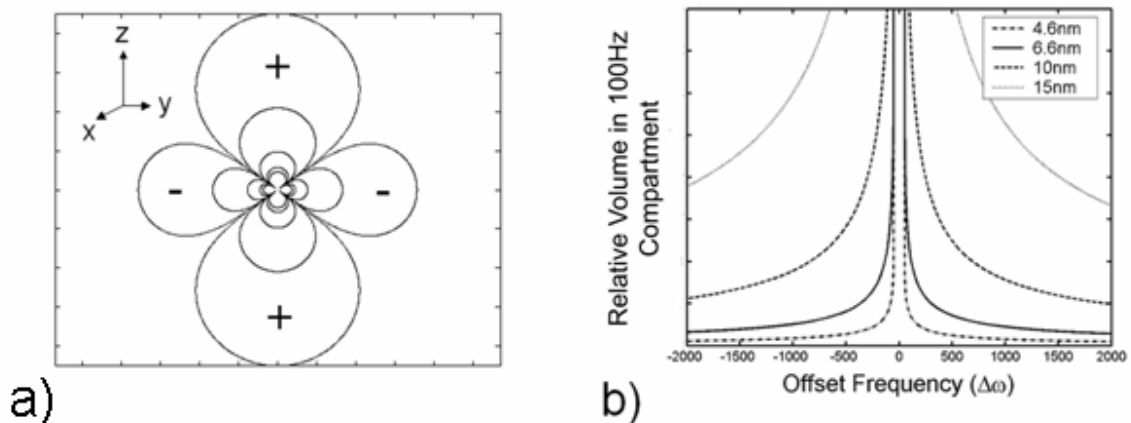 z
y
x
+
-
-
+
a)
Relative Volume in 100Hz
Compartment
4.6nm
6.6nm
10nm
15nm
-2000 -1500 -1000 -500 0 500 1000 1500 2000
Offset Frequency (Δω)
b)